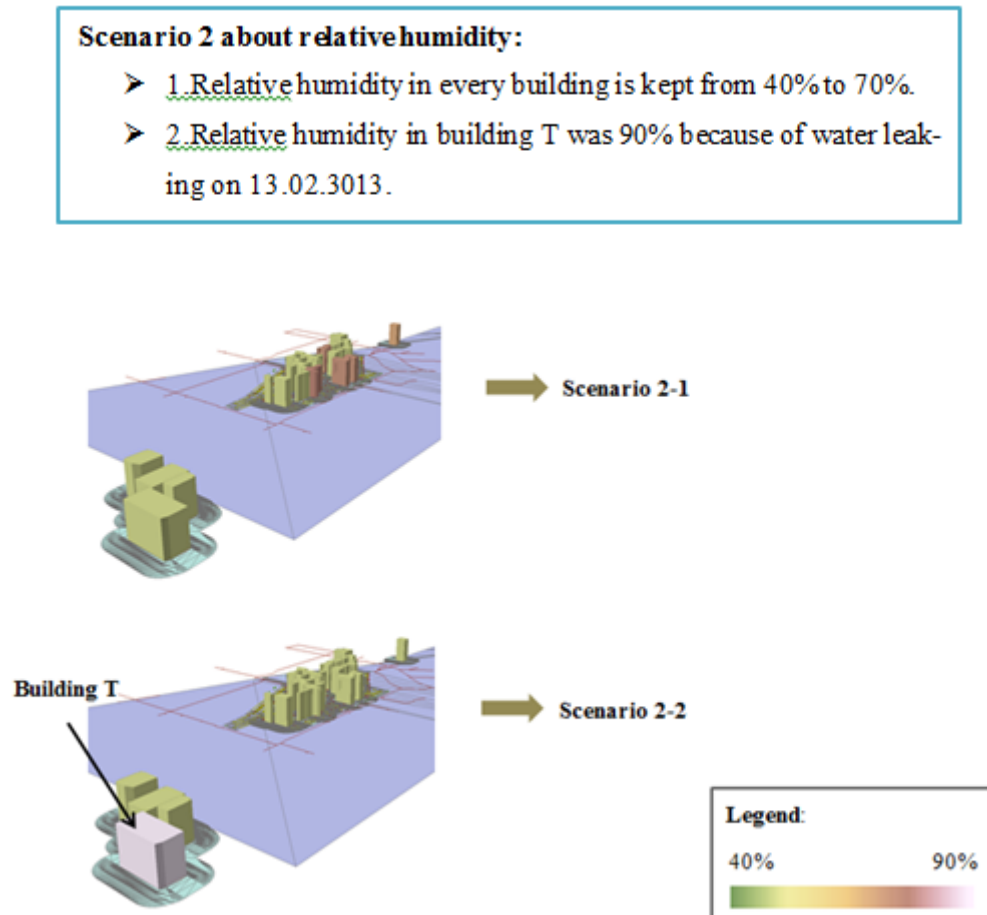 Scenario 2 about relative humidity:
➤ 1.Relative humidity in every building is kept from 40% to 70%.
➤ 2.Relative humidity in building T was 90% because of water leak-
ing on 13.02.3013.
Scenario 2-1
Building T
Scenario 2-2
Legend:
40% 90%